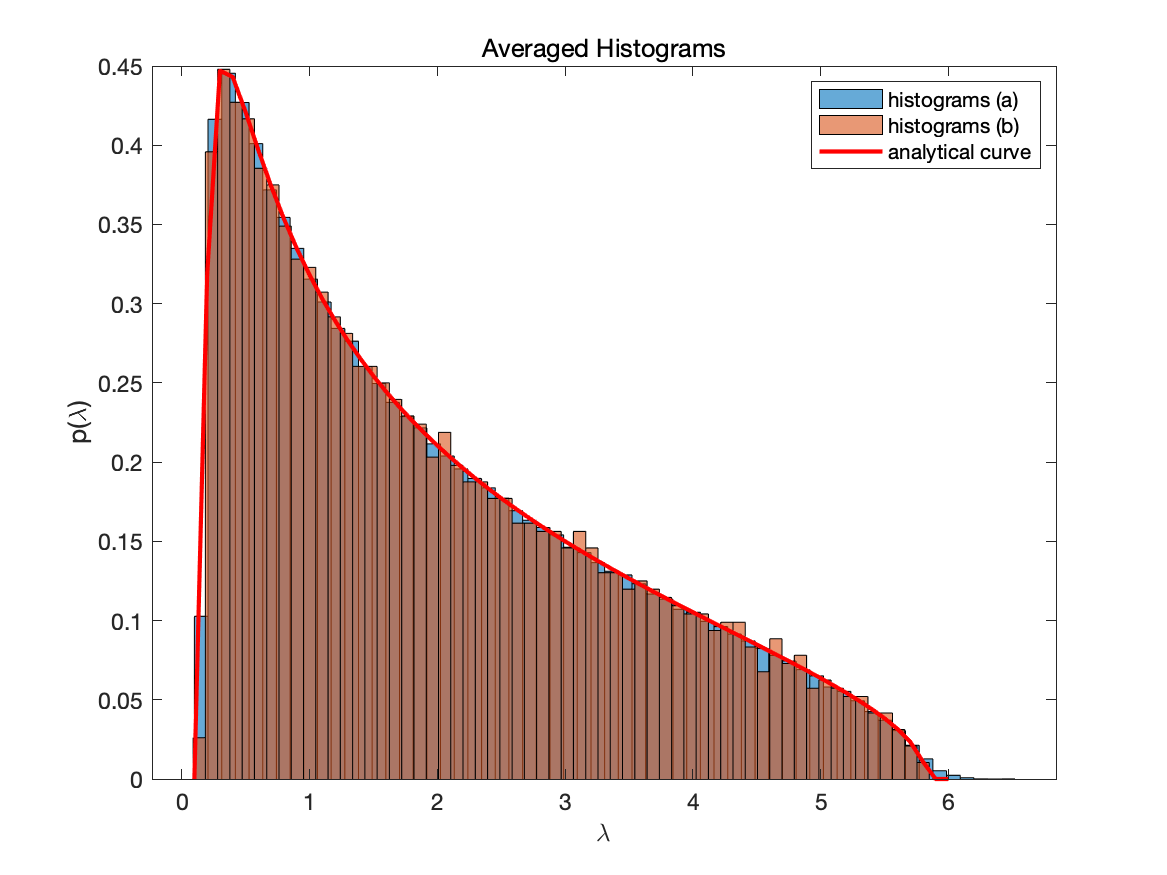 Averaged Histograms
histograms (a)
histograms (b)
analytical curve
0.45
0.4
0.35
0.3
0.25
0.2
0.15
0.1
0.05
0
p(λ)
0 1 2 3 4 5 6
λ